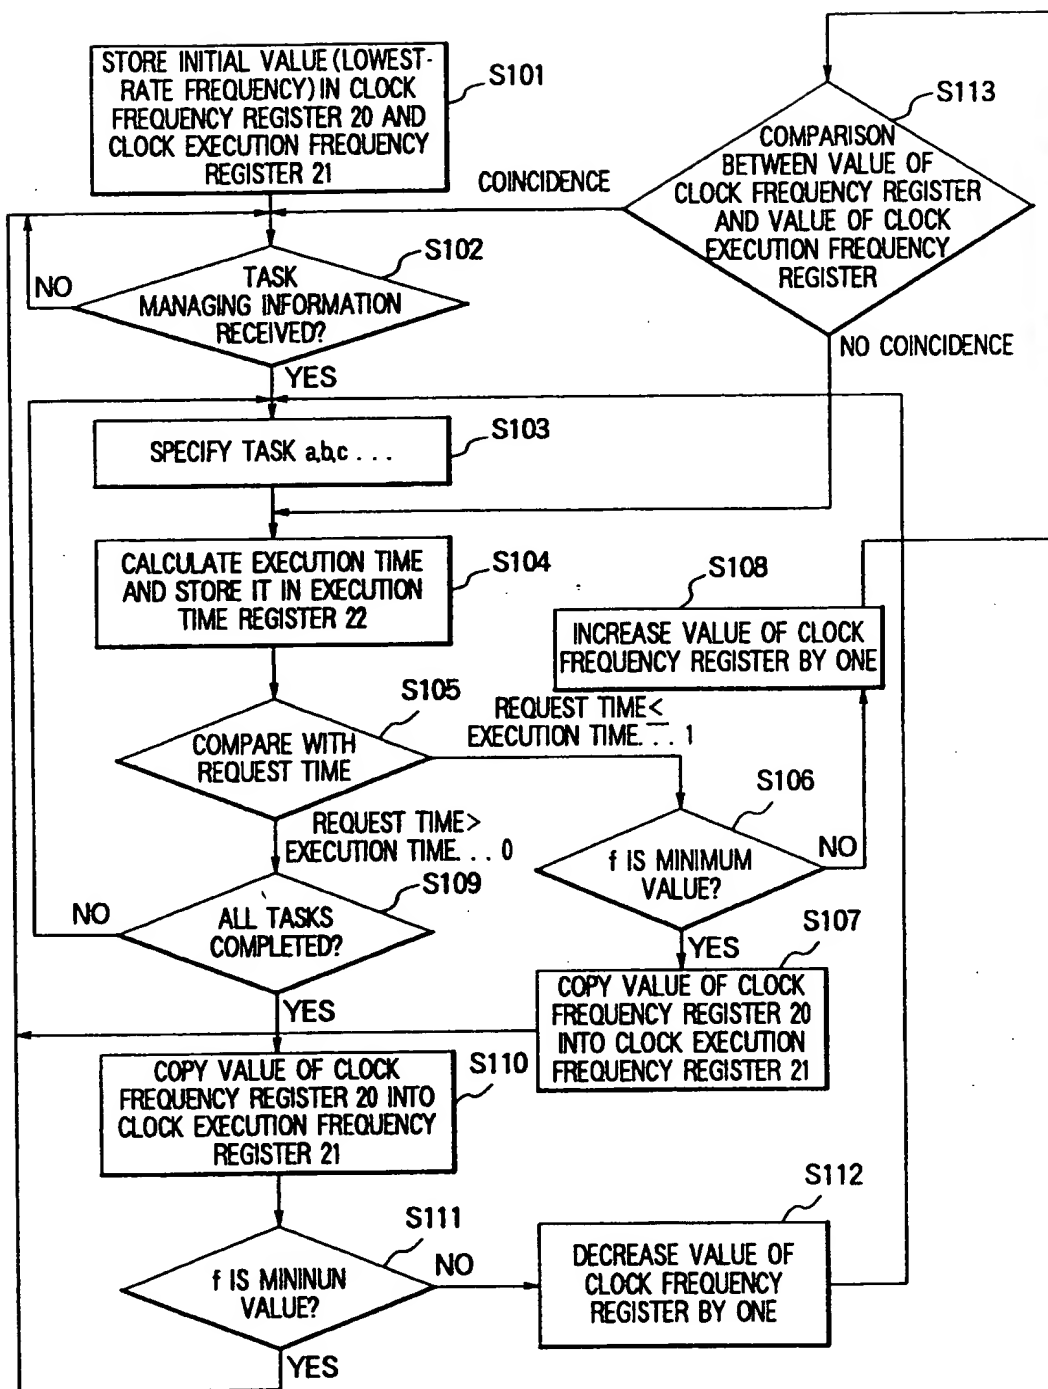 STORE INITIAL VALUE (LOWEST-
RATE FREQUENCY) IN CLOCK
FREQUENCY REGISTER 20 AND
CLOCK EXECUTION FREQUENCY
REGISTER 21
S101
S113
COMPARISON
BETWEEN VALUE OF
CLOCK FREQUENCY REGISTER
AND VALUE OF CLOCK
EXECUTION FREQUENCY
REGISTER
COINCIDENCE
NO COINCIDENCE
S102
TASK
MANAGING INFORMATION
RECEIVED?
NO
YES
S103
SPECIFY TASK a,b,c . . .
S104
CALCULATE EXECUTION TIME
AND STORE IT IN EXECUTION
TIME REGISTER 22
S108
INCREASE VALUE OF CLOCK
FREQUENCY REGISTER BY ONE
S105
COMPARE WITH
REQUEST TIME
REQUEST TIME≤
EXECUTION TIME. . . 1
REQUEST TIME>
EXECUTION TIME. . . 0
S106
f IS MINIMUM
VALUE?
NO
YES
S109
ALL TASKS
COMPLETED?
NO
YES
S107
COPY VALUE OF CLOCK
FREQUENCY REGISTER 20
INTO CLOCK EXECUTION
FREQUENCY REGISTER 21
S110
COPY VALUE OF CLOCK
FREQUENCY REGISTER 20 INTO
CLOCK EXECUTION FREQUENCY
REGISTER 21
S111
f IS MININUN
VALUE?
NO
YES
S112
DECREASE VALUE OF
CLOCK FREQUENCY
REGISTER BY ONE